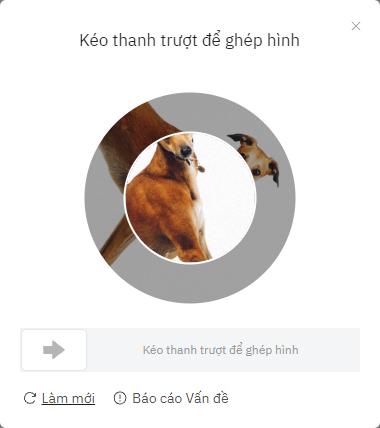 Kéo thanh trượt để ghép hình
Kéo thanh trượt để ghép hình
Làm mới
Báo cáo Vấn đề